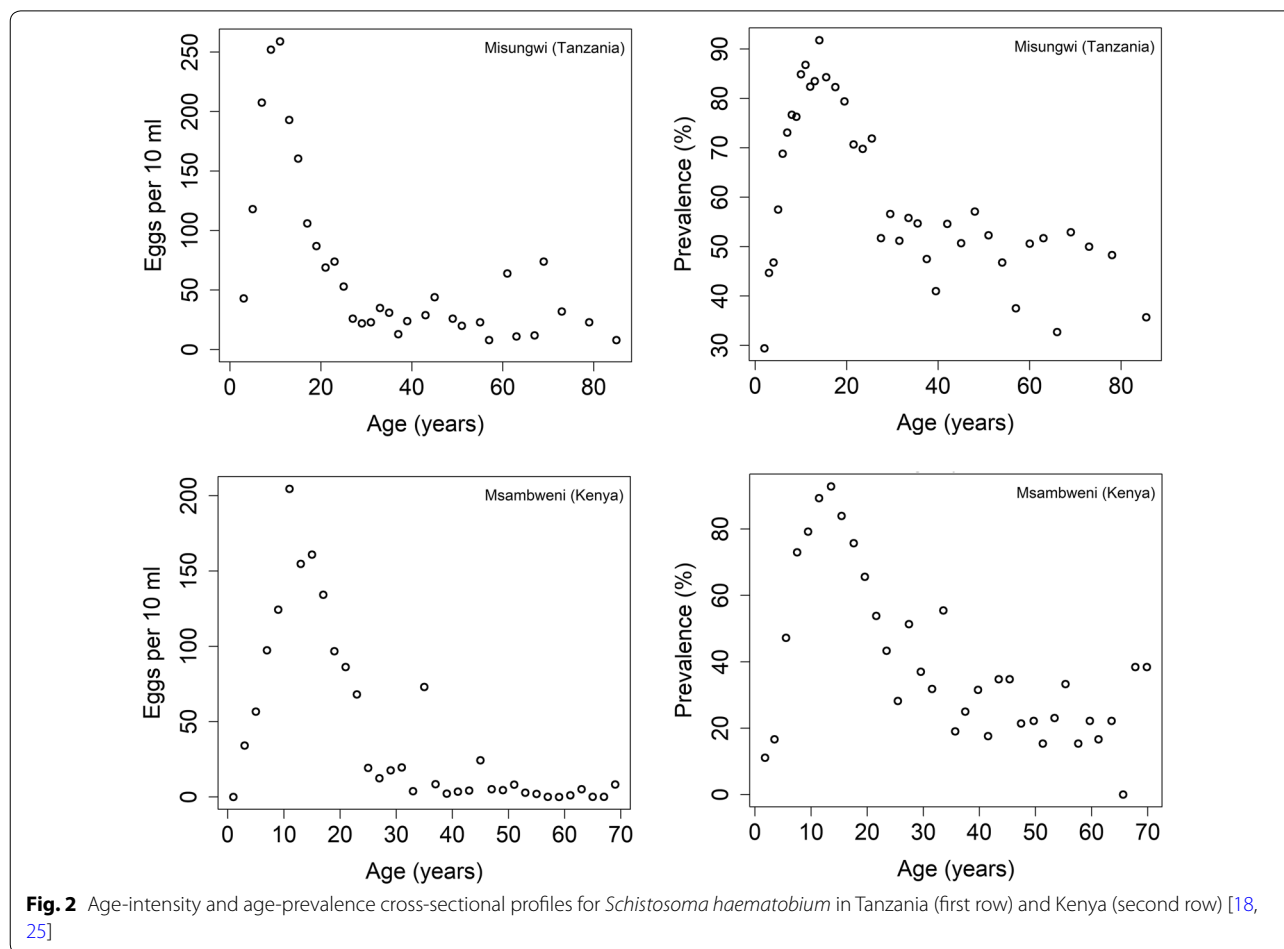 Misungwi (Tanzania)
Eggs per 10 ml
0 50 100 150 200 250
0 20 40 60 80
Age (years)
Misungwi (Tanzania)
Prevalence (%)
30 40 50 60 70 80 90
0 20 40 60 80
Age (years)
Msambweni (Kenya)
Eggs per 10 ml
0 50 100 150 200
0 10 20 30 40 50 60 70
Age (years)
Msambweni (Kenya)
Prevalence (%)
0 20 40 60 80
0 10 20 30 40 50 60 70
Age (years)
Fig. 2 Age-intensity and age-prevalence cross-sectional profiles for Schistosoma haematobium in Tanzania (first row) and Kenya (second row) [18,
25]